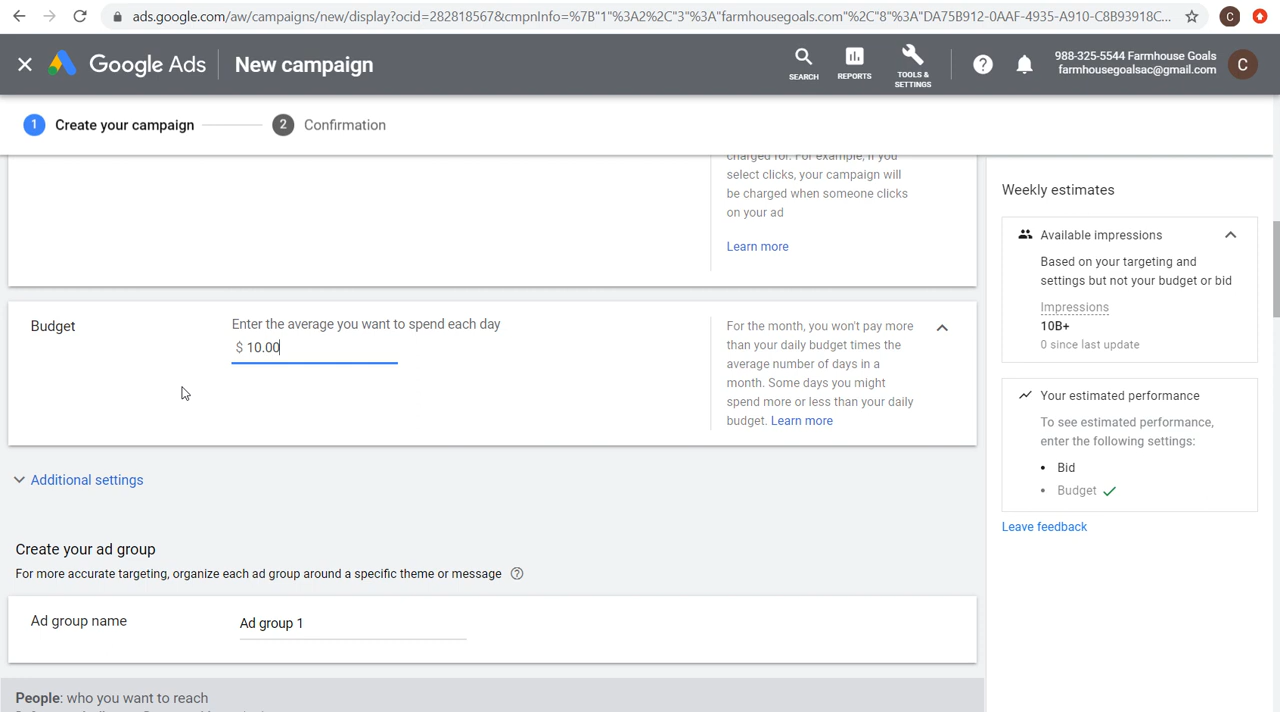 ads.google.com/aw/campaigns/new/display?ocid=282818567&cmpnInfo=%7B"1"%3A2%2C"3"%3A"farmhousegoals.com"%2C"8"%3A"DA75B912-0AAF-4935-A910-C8B93918C...
C
Google Ads
New campaign
SEARCH
REPORTS
TOOLS &
SETTINGS
988-325-5544 Farmhouse Goals
farmhousegoalsac@gmail.com
C
1 Create your campaign
2 Confirmation
charged for. For example, if you
select clicks, your campaign will
be charged when someone clicks
on your ad
Learn more
Budget
Enter the average you want to spend each day
$ 10.00
For the month, you won't pay more
than your daily budget times the
average number of days in a
month. Some days you might
spend more or less than your daily
budget. Learn more
Additional settings
Create your ad group
For more accurate targeting, organize each ad group around a specific theme or message
Ad group name
Ad group 1
People: who you want to reach
Weekly estimates
Available impressions
Based on your targeting and
settings but not your budget or bid
Impressions
10B+
0 since last update
Your estimated performance
To see estimated performance,
enter the following settings:
• Bid
• Budget
Leave feedback